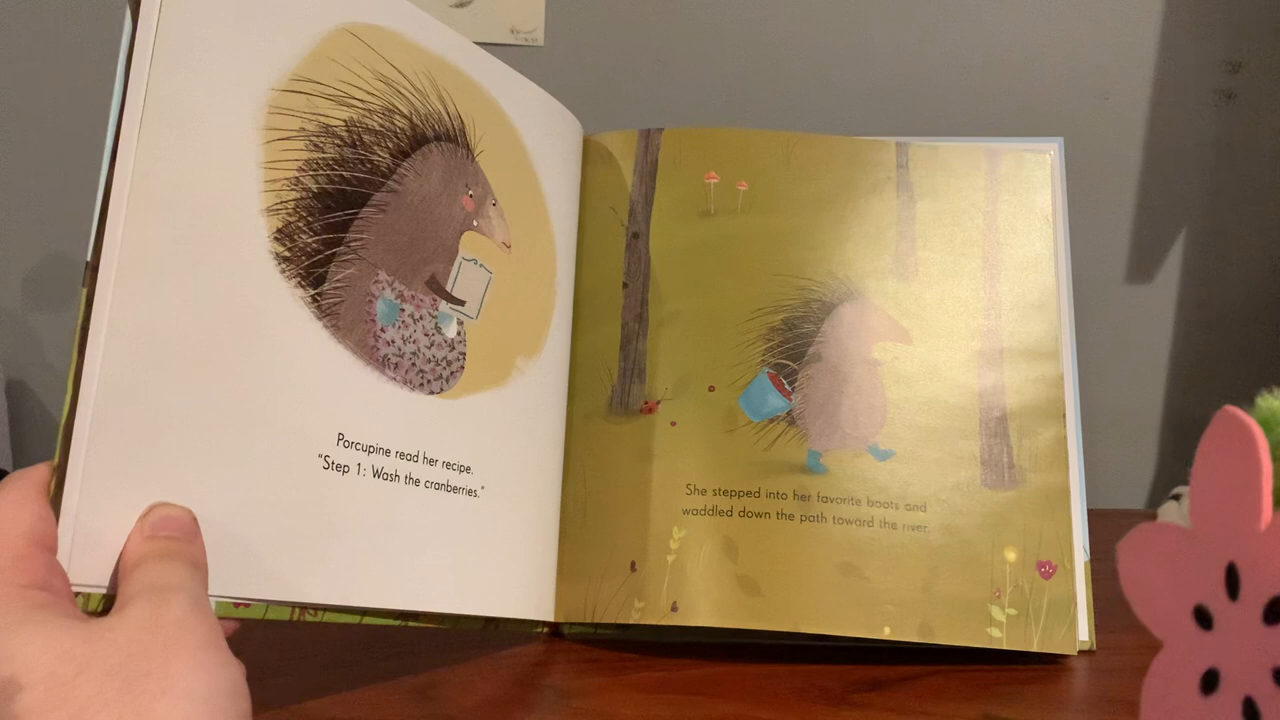 Porcupine read her recipe.
"Step 1: Wash the cranberries."
She stepped into her favorite boots and
waddled down the path toward the river.